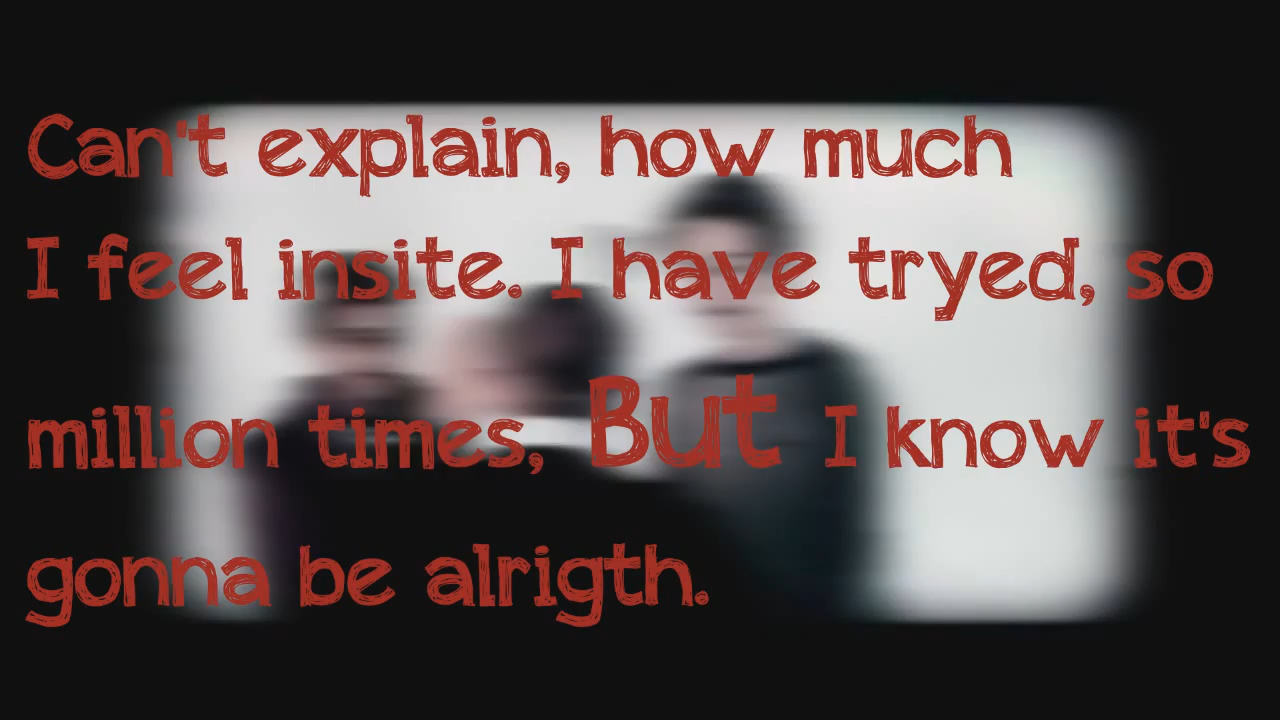 Can't explain, how much
I feel insite. I have tryed, so
million times, But I know it's
gonna be alrigth.